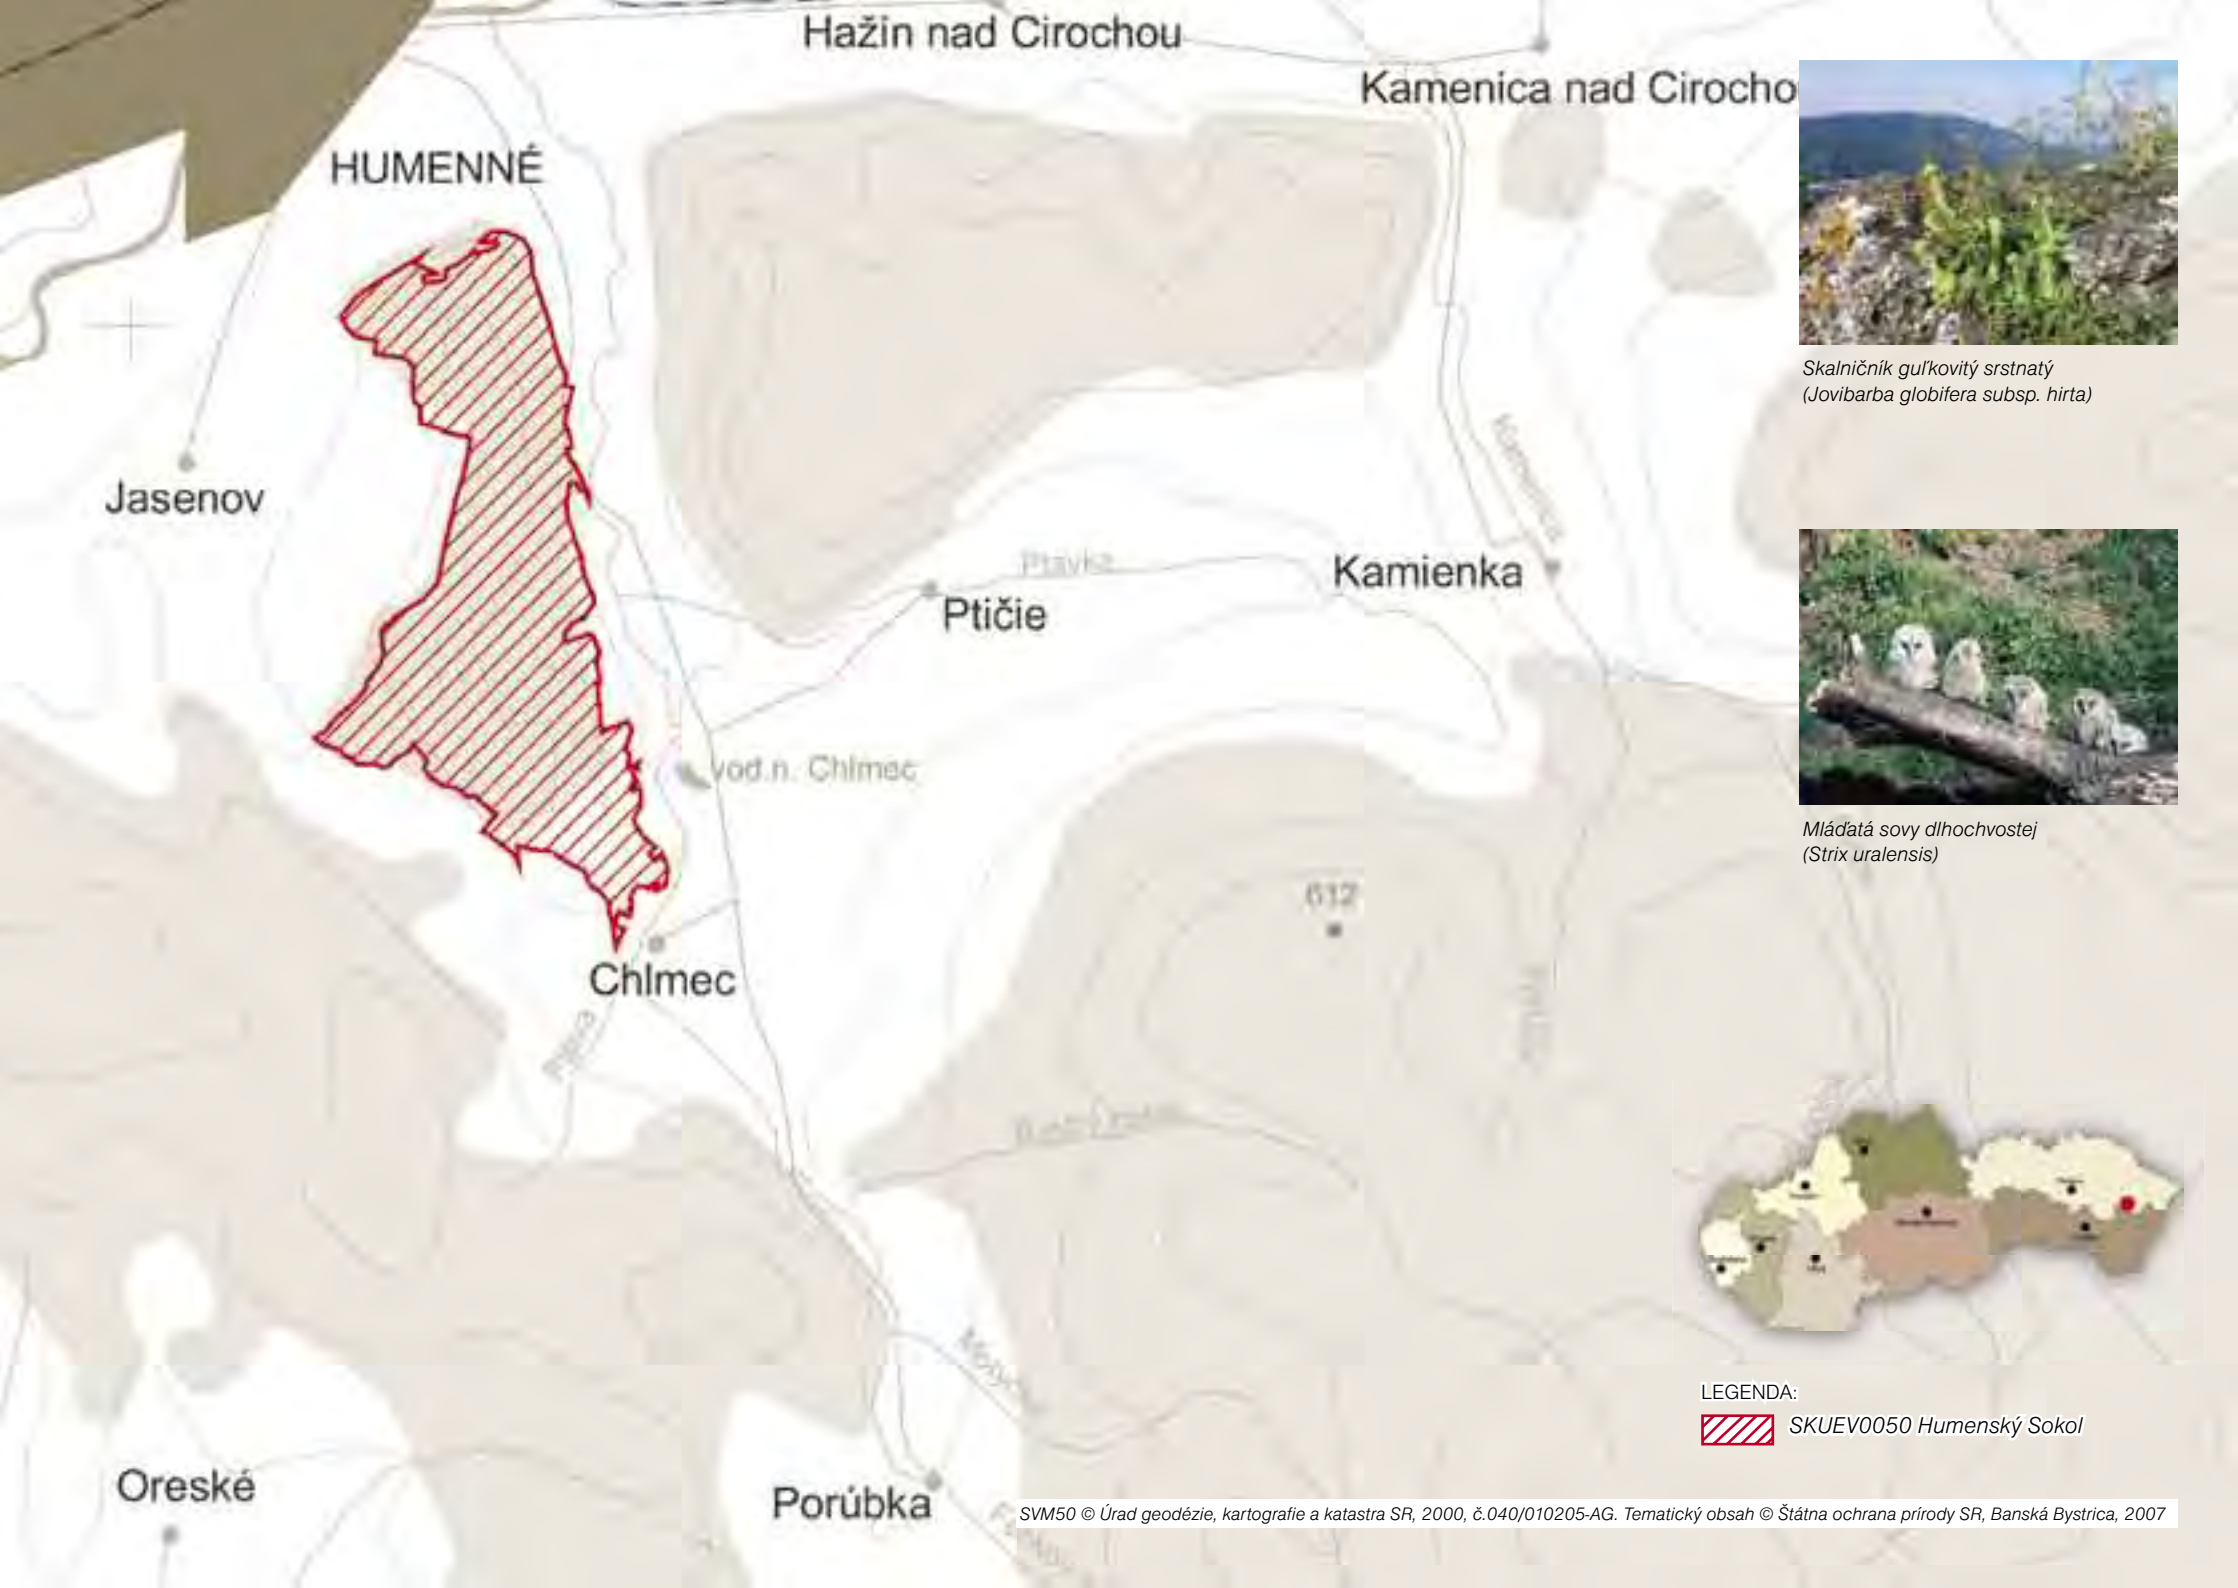 Hažín nad Cirochou
Kamenica nad Cirocho
HUMENNÉ
Skalničník guľkovitý srstnatý
(Jovibarba globifera subsp. hirta)
Jasenov
Kamienka
Ptičie
vod.n. Chlmec
Mláďatá sovy dlhochvostej
(Strix uralensis)
612
Chlmec
LEGENDA:
SKUEV0050 Humenský Sokol
Oreské
Porúbka
SVM50 © Úrad geodézie, kartografie a katastra SR, 2000, č.040/010205-AG. Tematický obsah © Štátna ochrana prírody SR, Banská Bystrica, 2007